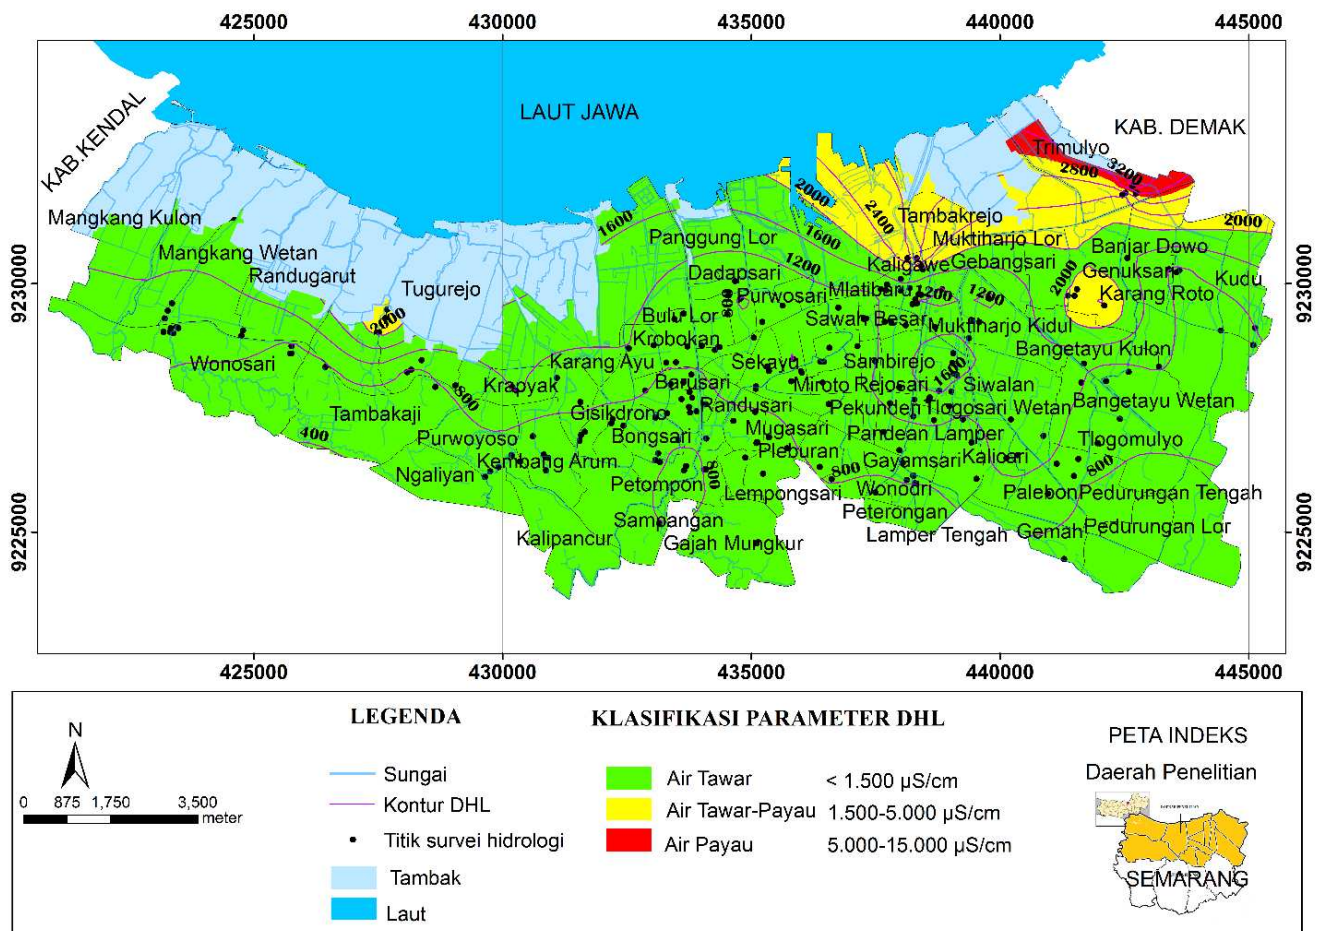 425000 430000 435000 440000 445000
KAB.KENDAL
LAUT JAWA
KAB. DEMAK
9230000
9225000
9230000
9225000
Trimulyo
3200
2800
2000
2400
2000
Mangkang Kulon
1600
Tambakrejo
Mangkang Wetan
Panggung Lor
1600
Muktiharjo Lor
Banjar Dowo
Randugarut
Dadapsari
1200
Kaligawe
Gebangsari
Genuksari
Kudu
Tugurejo
Purwosari
Mlatibaru
1200
1200
2000
Karang Roto
800
2000
Bulu Lor
Sawah Besar
Muktiharjo Kidul
Krobokan
Bangetayu Kulon
Wonosari
Karang Ayu
Sekayu
Sambirejo
1600
Krapyak
Barusari
Miroto
Rejosari
Siwalan
800
Tambakaji
Gisikdrono
Randusari
Pekunden
Tlogosari Wetan
Bangetayu Wetan
400
Purwoyoso
Bongsari
Mugasari
Pandean Lamper
Tlogomulyo
Ngaliyan
Kembang Arum
Pleburan
Gayamsari
Kalicari
800
800
800
Petompon
Lempongsari
Wonodri
Palebon
Pedurungan Tengah
Sampangan
Peterongan
Kalipancur
Gajah Mungkur
Lamper Tengah
Gemah
Pedurungan Lor
425000 430000 435000 440000 445000
LEGENDA
Sungai
Kontur DHL
Titik survei hidrologi
Tambak
Laut
KLASIFIKASI PARAMETER DHL
Air Tawar < 1.500 µS/cm
Air Tawar-Payau 1.500-5.000 µS/cm
Air Payau 5.000-15.000 µS/cm
N
0 875 1,750 3,500
meter
PETA INDEKS
Daerah Penelitian
SEMARANG